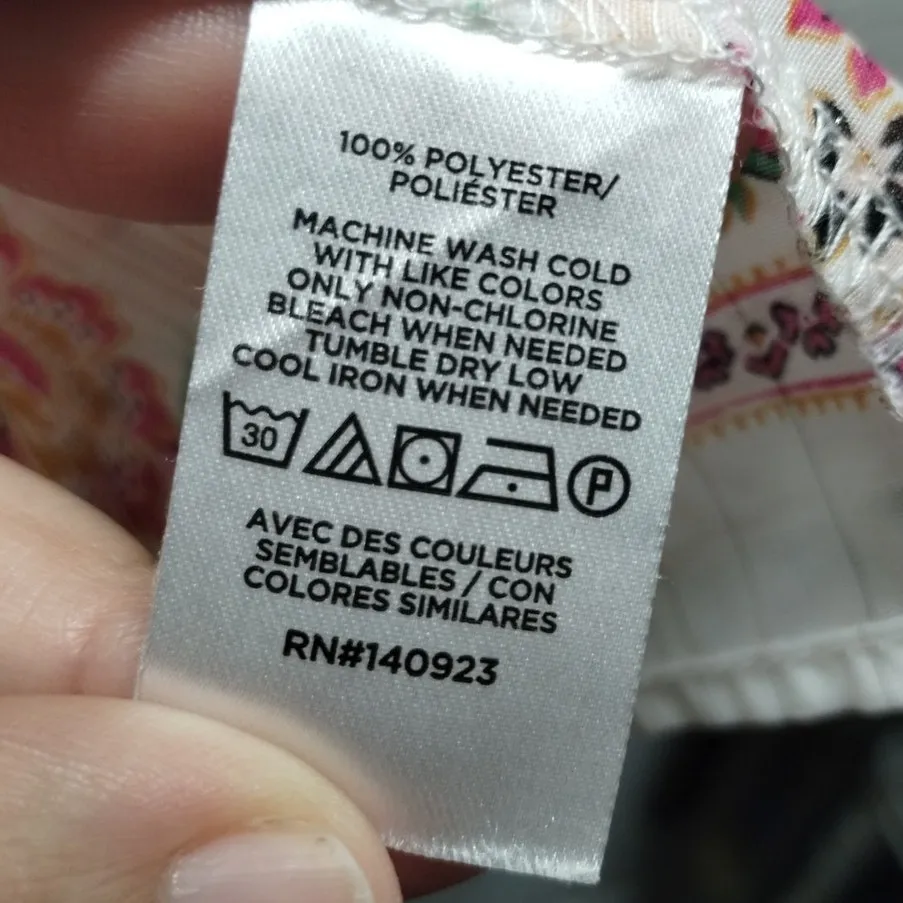 100% POLYESTER/
POLIÉSTER
MACHINE WASH COLD
WITH LIKE COLORS
ONLY NON-CHLORINE
BLEACH WHEN NEEDED
TUMBLE DRY LOW
COOL IRON WHEN NEEDED
30 P
AVEC DES COULEURS
SEMBLABLES / CON
COLORES SIMILARES
RN#140923